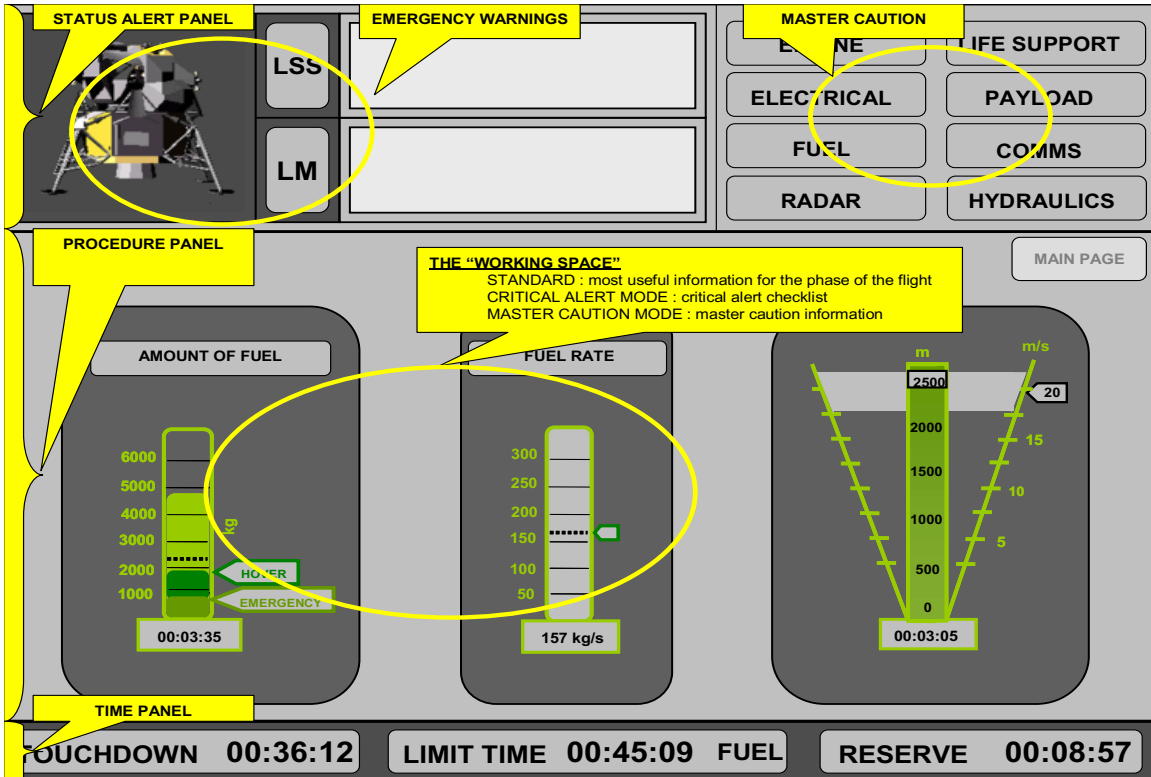 STATUS ALERT PANEL
EMERGENCY WARNINGS
MASTER CAUTION
LSS
LM
LIFE SUPPORT
ELECTRICAL
PAYLOAD
FUEL
COMMS
RADAR
HYDRAULICS
PROCEDURE PANEL
MAIN PAGE
THE “WORKING SPACE”
STANDARD : most useful information for the phase of the flight
CRITICAL ALERT MODE : critical alert checklist
MASTER CAUTION MODE : master caution information
AMOUNT OF FUEL
6000
5000
4000
3000
2000
1000
kg
HOVER
EMERGENCY
00:03:35
FUEL RATE
300
250
200
150
100
50
157 kg/s
m
m/s
2500
2000
1500
1000
500
0
20
15
10
5
00:03:05
TIME PANEL
TOUCHDOWN 00:36:12
LIMIT TIME 00:45:09 FUEL
RESERVE 00:08:57